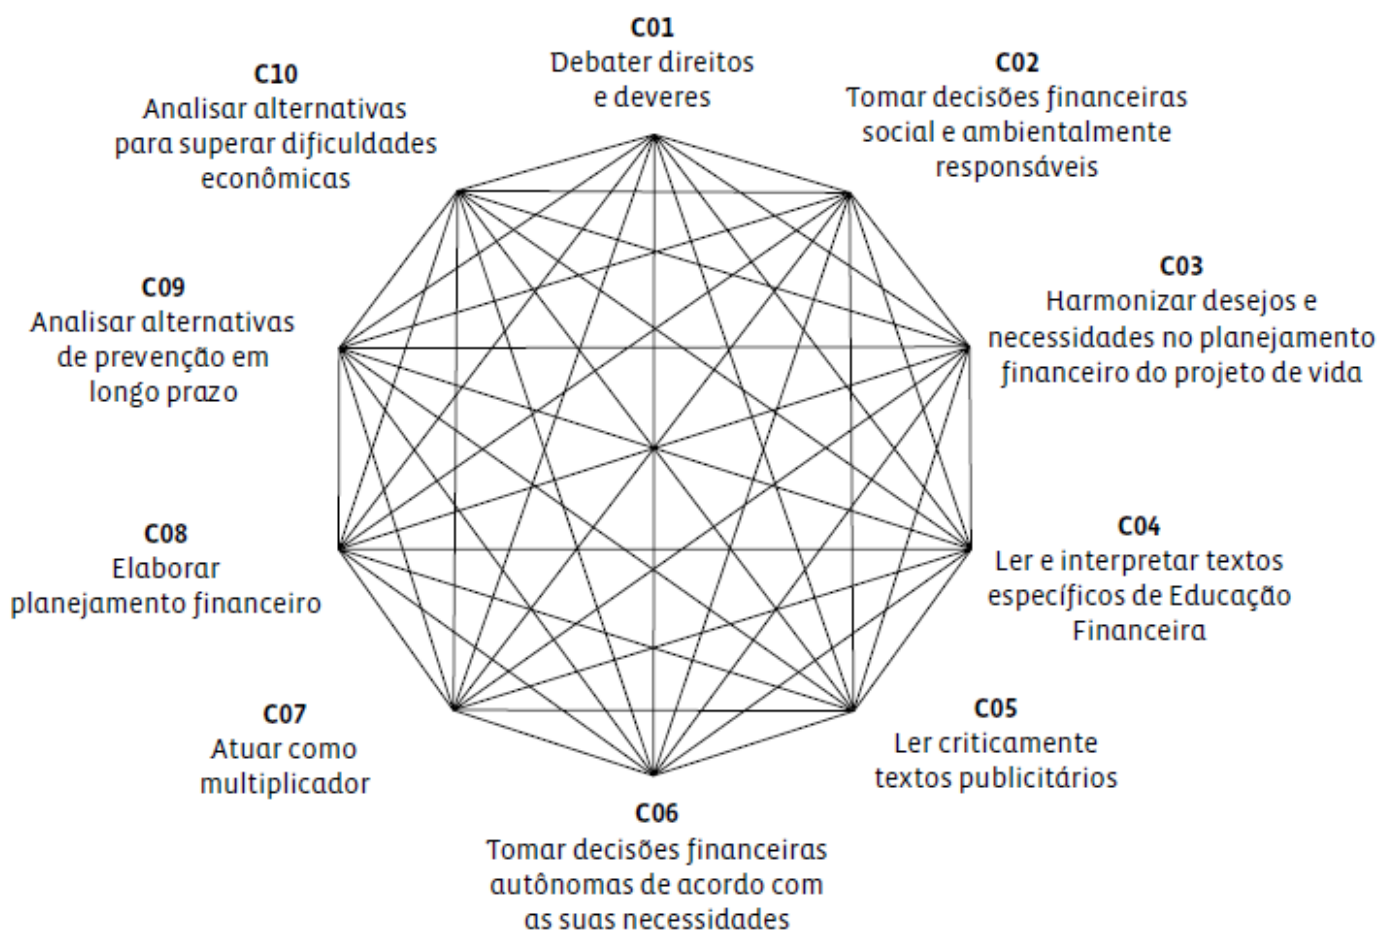 C01
Debater direitos
e deveres
C02
Tomar decisões financeiras
social e ambientalmente
responsáveis
C03
Harmonizar desejos e
necessidades no planejamento
financeiro do projeto de vida
C04
Ler e interpretar textos
específicos de Educação
Financeira
C05
Ler criticamente
textos publicitários
C06
Tomar decisões financeiras
autônomas de acordo com
as suas necessidades
C07
Atuar como
multiplicador
C08
Elaborar
planejamento financeiro
C09
Analisar alternativas
de prevenção em
longo prazo
C10
Analisar alternativas
para superar dificuldades
econômicas